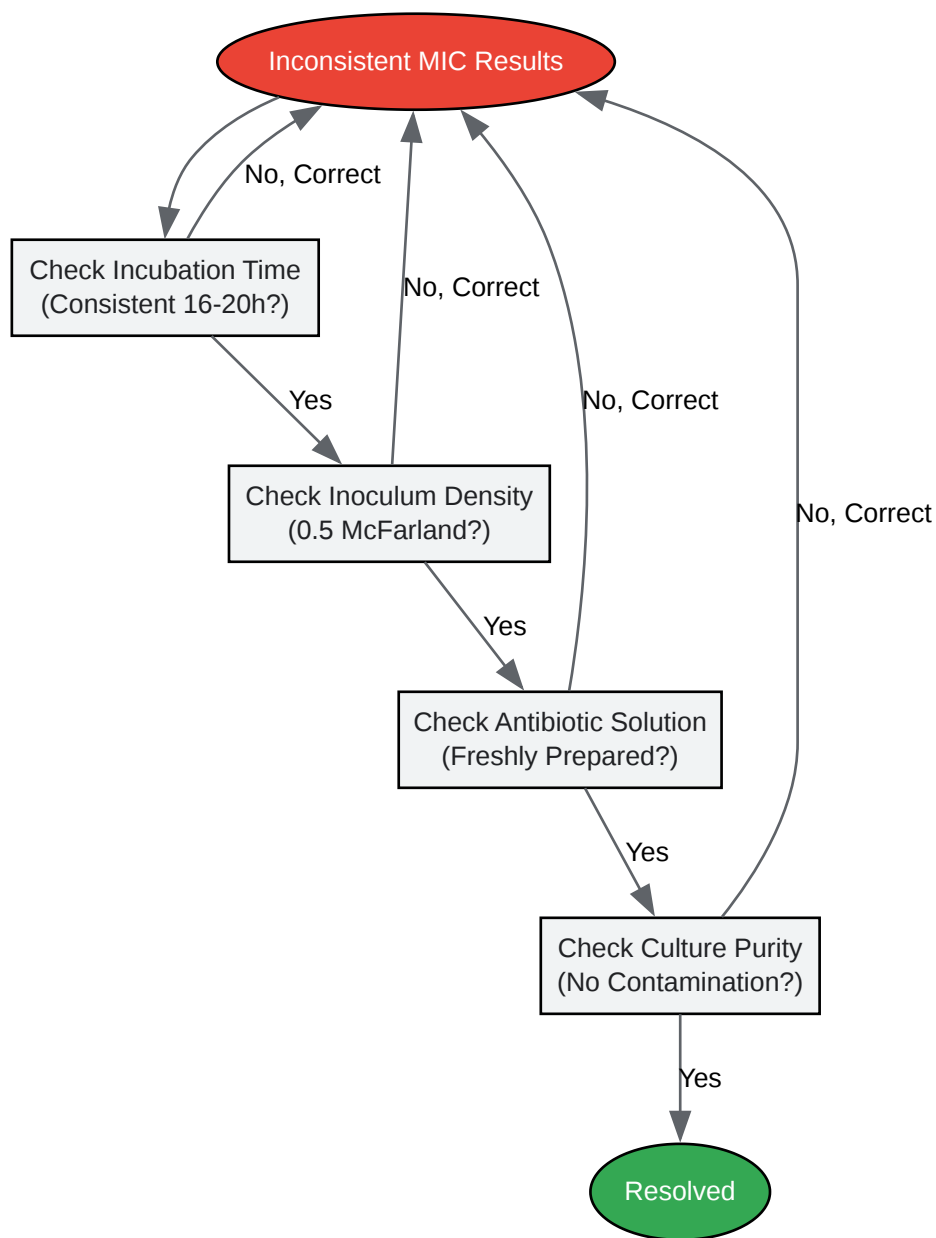 Inconsistent MIC Results
No, Correct
Check Incubation Time
(Consistent 16-20h?)
No, Correct
Yes
No, Correct
Check Inoculum Density
(0.5 McFarland?)
No, Correct
Yes
Check Antibiotic Solution
(Freshly Prepared?)
Yes
Check Culture Purity
(No Contamination?)
Yes
Resolved